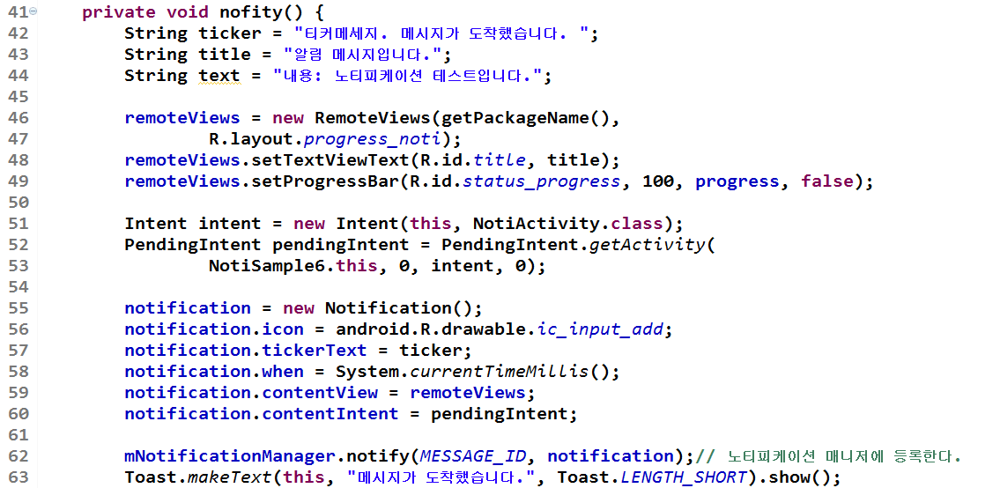 41 private void nofity() {
42 String ticker = "티커메세지. 메시지가 도착했습니다. ";
43 String title = "알림 메시지입니다.";
44 String text = "내용: 노티피케이션 테스트입니다.";
45
46 remoteViews = new RemoteViews(getPackageName(),
47 R.layout.progress_noti);
48 remoteViews.setTextViewText(R.id.title, title);
49 remoteViews.setProgressBar(R.id.status_progress, 100, progress, false);
50
51 Intent intent = new Intent(this, NotiActivity.class);
52 PendingIntent pendingIntent = PendingIntent.getActivity(
53 NotiSample6.this, 0, intent, 0);
54
55 notification = new Notification();
56 notification.icon = android.R.drawable.ic_input_add;
57 notification.tickerText = ticker;
58 notification.when = System.currentTimeMillis();
59 notification.contentView = remoteViews;
60 notification.contentIntent = pendingIntent;
61
62 mNotificationManager.notify(MESSAGE_ID, notification);// 노티피케이션 매니저에 등록한다.
63 Toast.makeText(this, "메시지가 도착했습니다.", Toast.LENGTH_SHORT).show();